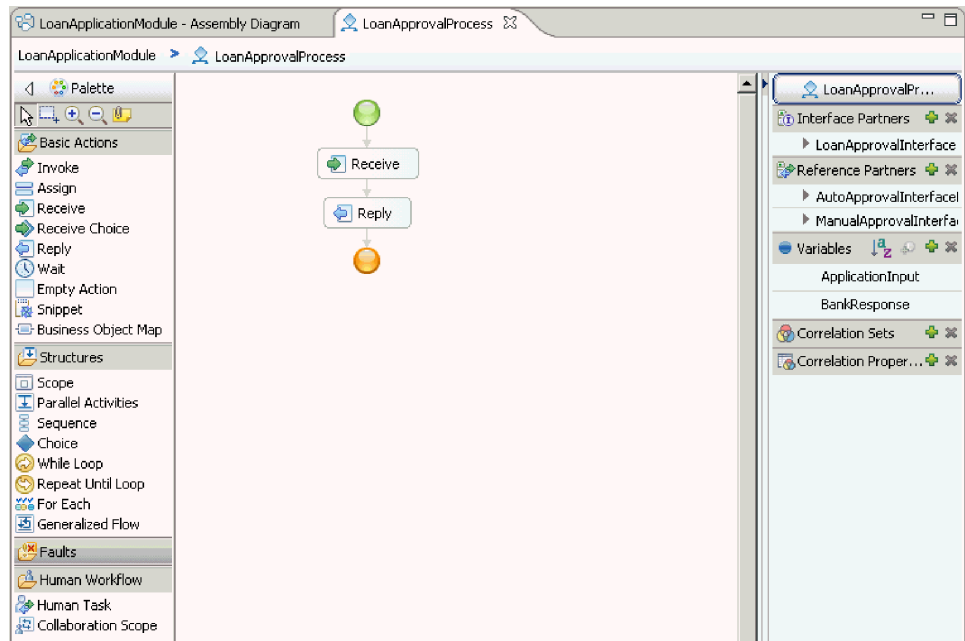 LoanApplicationModule - Assembly Diagram
LoanApprovalProcess
LoanApplicationModule > LoanApprovalProcess
Palette
Basic Actions
Invoke
Assign
Receive
Receive Choice
Reply
Wait
Empty Action
Snippet
Business Object Map
Structures
Scope
Parallel Activities
Sequence
Choice
While Loop
Repeat Until Loop
For Each
Generalized Flow
Faults
Human Workflow
Human Task
Collaboration Scope
Receive
Reply
LoanApprovalPr...
Interface Partners
LoanApprovalInterface
Reference Partners
AutoApprovalInterfaceI
ManualApprovalInterfa
Variables
ApplicationInput
BankResponse
Correlation Sets
Correlation Proper...